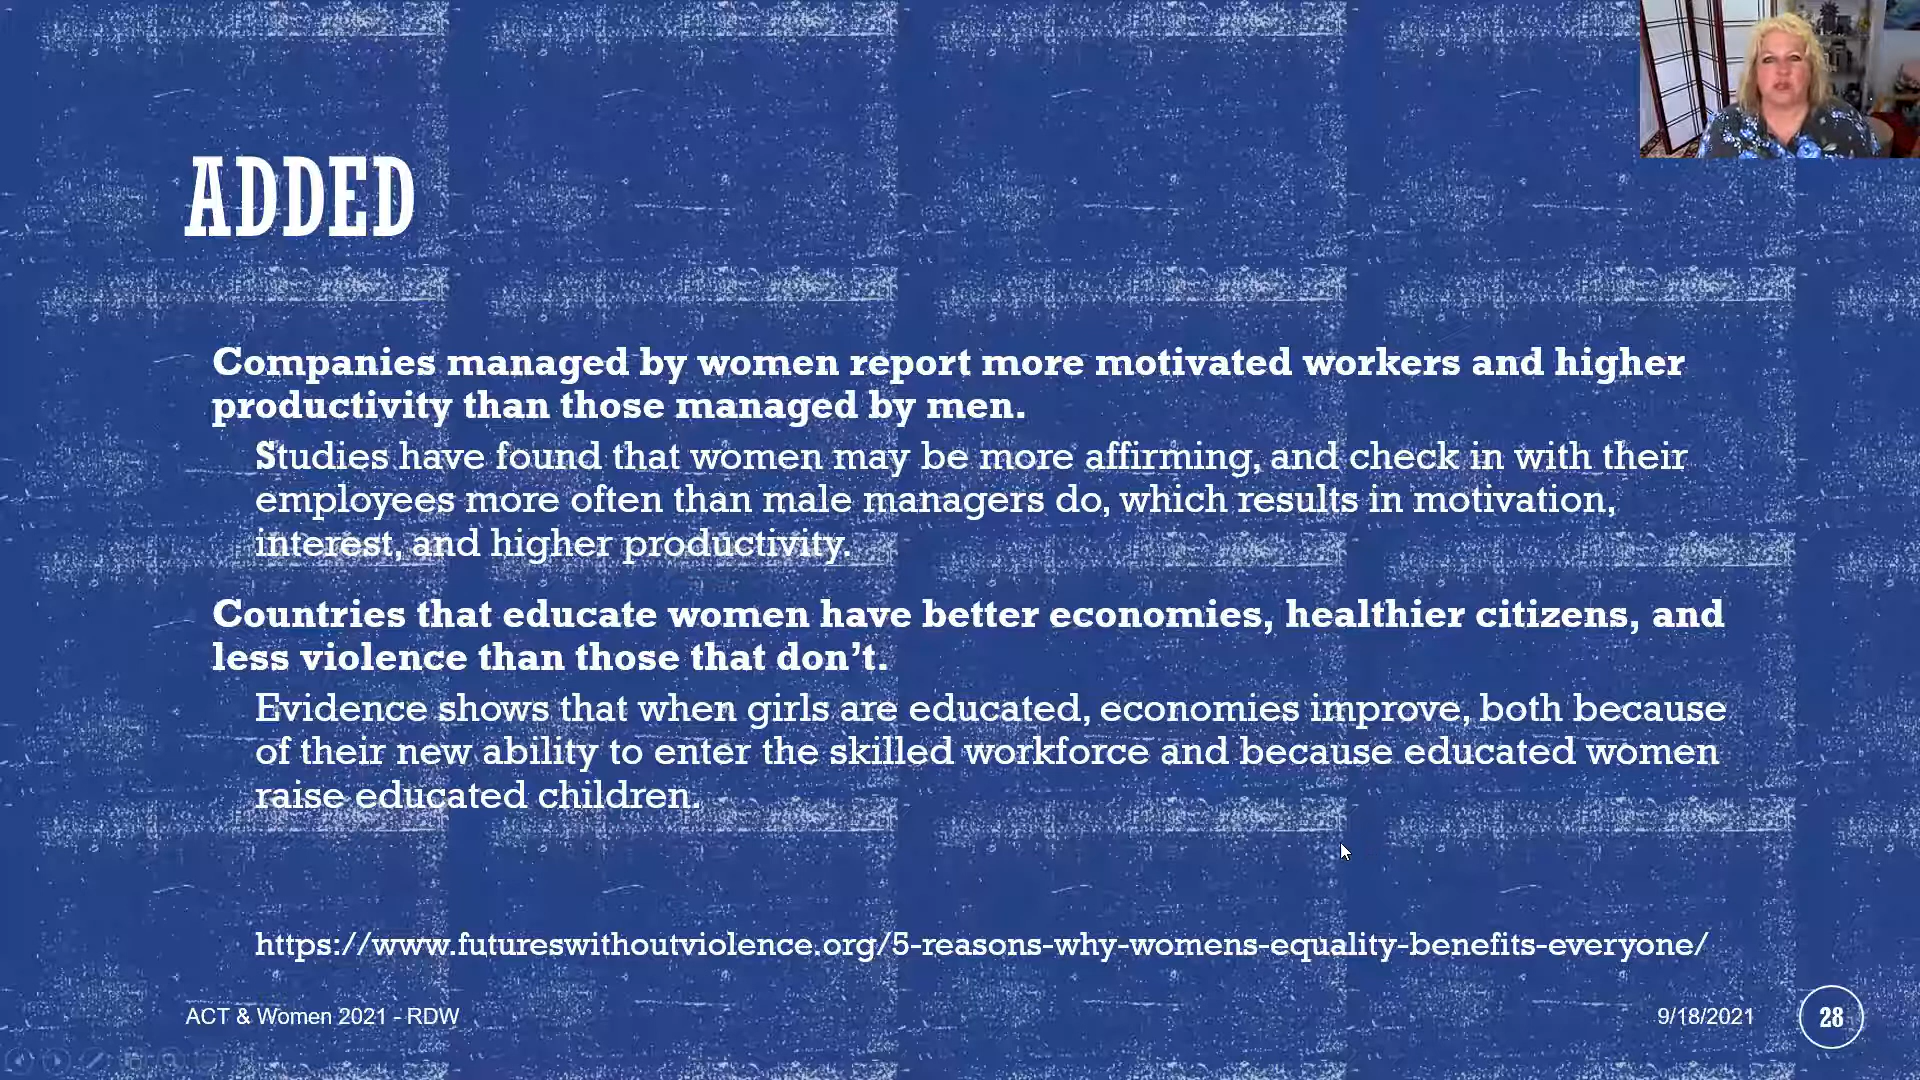 ADDED
Companies managed by women report more motivated workers and higher
productivity than those managed by men.
Studies have found that women may be more affirming, and check in with their
employees more often than male managers do, which results in motivation,
interest, and higher productivity.
Countries that educate women have better economies, healthier citizens, and
less violence than those that don’t.
Evidence shows that when girls are educated, economies improve, both because
of their new ability to enter the skilled workforce and because educated women
raise educated children.
https://www.futureswithoutviolence.org/5-reasons-why-womens-equality-benefits-everyone/
ACT & Women 2021 - RDW
9/18/2021
28